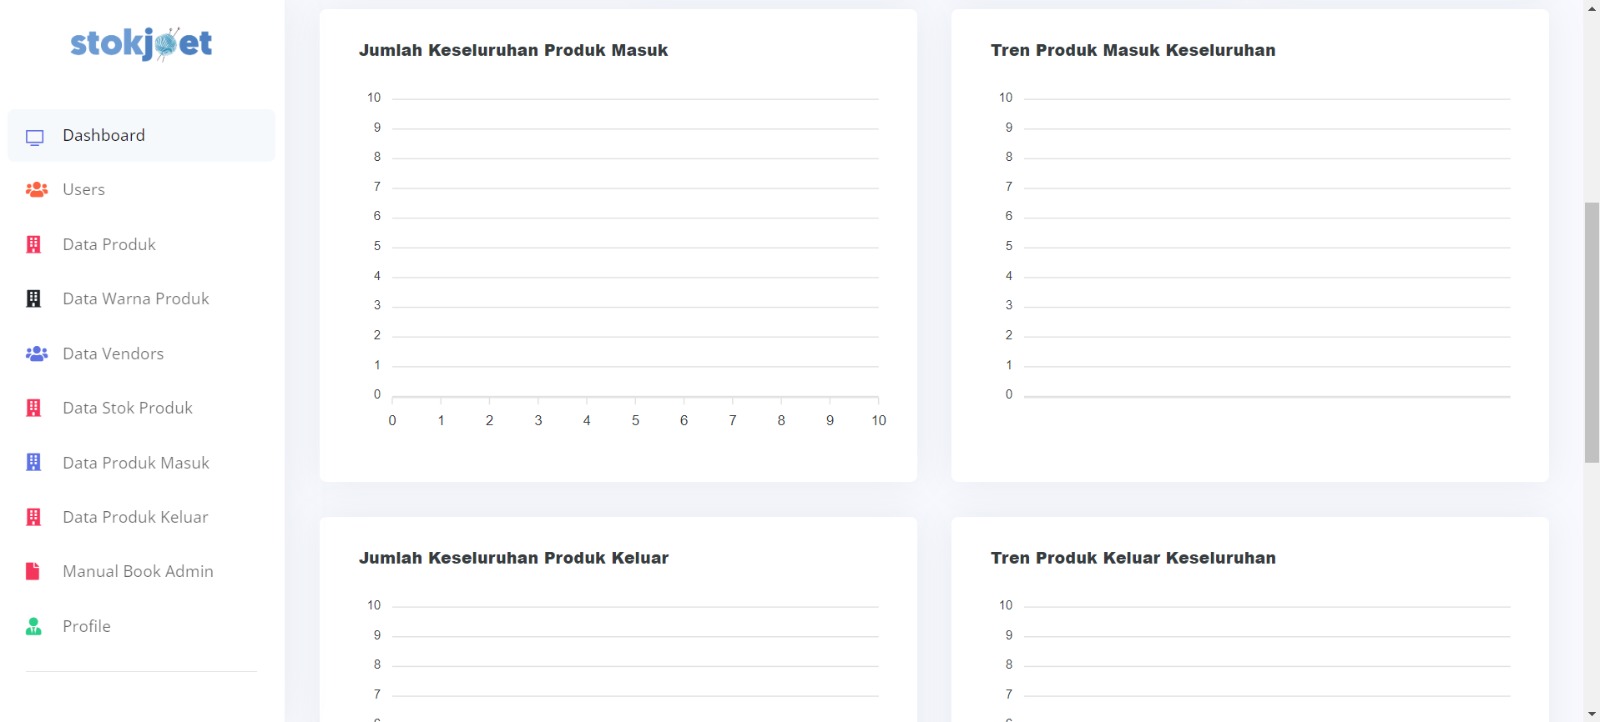 stokjoet
Dashboard
Users
Data Produk
Data Warna Produk
Data Vendors
Data Stok Produk
Data Produk Masuk
Data Produk Keluar
Manual Book Admin
Profile
Jumlah Keseluruhan Produk Masuk
10
9
8
7
6
5
4
3
2
1
0
0 1 2 3 4 5 6 7 8 9 10
Tren Produk Masuk Keseluruhan
10
9
8
7
6
5
4
3
2
1
0
Jumlah Keseluruhan Produk Keluar
10
9
8
7
Tren Produk Keluar Keseluruhan
10
9
8
7